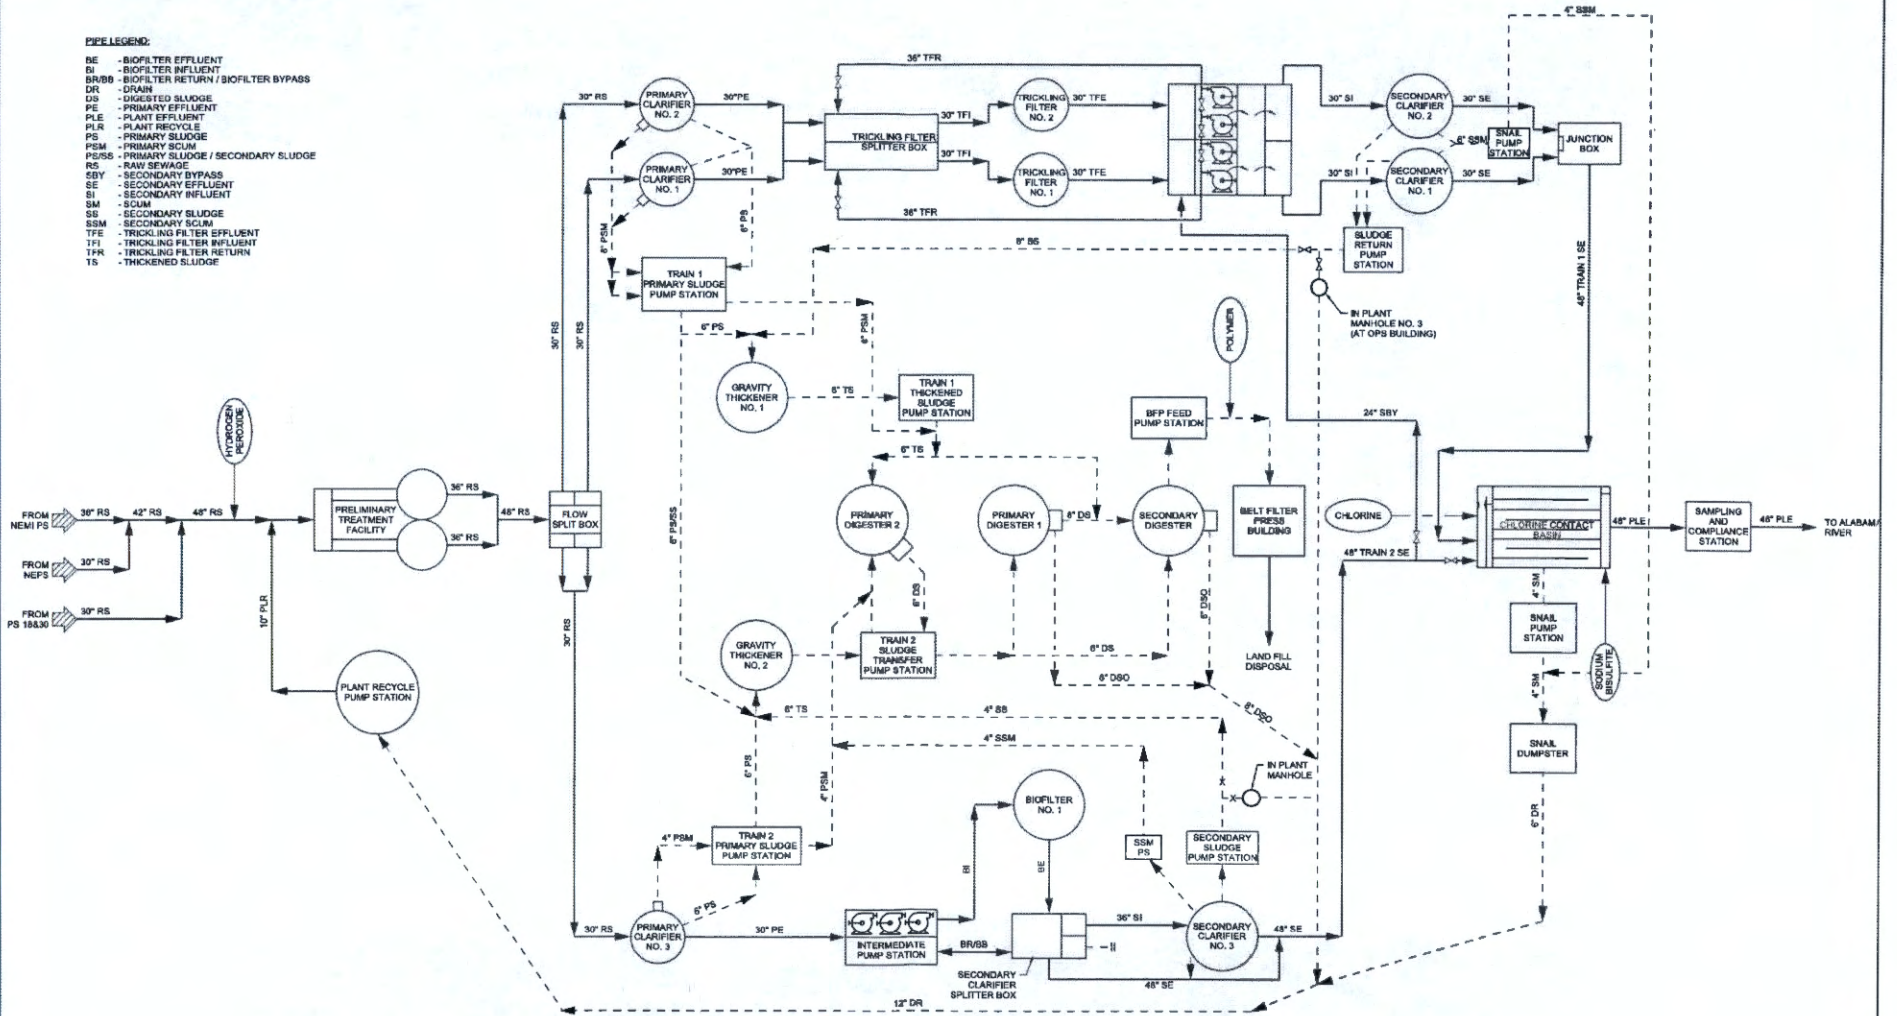 PIPE LEGEND:
BE - BIOFILTER EFFLUENT
BI - BIOFILTER INFLUENT
BR/BB - BIOFILTER RETURN / BIOFILTER BYPASS
DR - DRAIN
DS - DIGESTED SLUDGE
PE - PRIMARY EFFLUENT
PLE - PLANT EFFLUENT
PLR - PLANT RECYCLE
PS - PRIMARY SLUDGE
PSM - PRIMARY SCUM
PS/SS - PRIMARY SLUDGE / SECONDARY SLUDGE
RS - RAW SEWAGE
SBY - SECONDARY BYPASS
SE - SECONDARY EFFLUENT
SI - SECONDARY INFLUENT
SM - SCUM
SS - SECONDARY SLUDGE
SSM - SECONDARY SCUM
TFE - TRICKLING FILTER EFFLUENT
TFI - TRICKLING FILTER INFLUENT
TFR - TRICKLING FILTER RETURN
TS - THICKENED SLUDGE
4" SSM
36" TFR
30" RS
PRIMARY
CLARIFIER
NO. 2
30"PE
TRICKLING FILTER
SPLITTER BOX
30" TFI
TRICKLING
FILTER
NO. 2
30" TFE
30" SI
SECONDARY
CLARIFIER
NO. 2
30" SE
6" SSM
SNAIL
PUMP
STATION
JUNCTION
BOX
30" RS
PRIMARY
CLARIFIER
NO. 1
30"PE
30" TFI
TRICKLING
FILTER
NO. 1
30" TFE
30" SI
SECONDARY
CLARIFIER
NO. 1
30" SE
36" TFR
6" PSM
6" PS
TRAIN 1
PRIMARY SLUDGE
PUMP STATION
SLUDGE
RETURN
PUMP
STATION
48" TRAIN 1 SE
IN PLANT
MANHOLE NO. 3
(AT OPS BUILDING)
30" RS
30" RS
6" PS
6" PSM
POLYMER
GRAVITY
THICKENER
NO. 1
6" TS
TRAIN 1
THICKENED
SLUDGE
PUMP STATION
BFP FEED
PUMP STATION
24" SBY
6" TS
HYDROGEN
PEROXIDE
FROM
NEMI PS
36" RS
42" RS
48" RS
PRELIMINARY
TREATMENT
FACILITY
36" RS
36" RS
48" RS
FLOW
SPLIT BOX
6" PS/SS
PRIMARY
DIGESTER 2
PRIMARY
DIGESTER 1
8" DS
SECONDARY
DIGESTER
BELT FILTER
PRESS
BUILDING
CHLORINE
CHLORINE CONTACT
BASIN
48" PLE
SAMPLING
AND
COMPLIANCE
STATION
48" PLE
TO ALABAMA
RIVER
48" TRAIN 2 SE
FROM
NEPS
30" RS
FROM
PS 18&30
30" RS
10" PLR
30" RS
6" DS
6" DSO
4" SM
SNAIL
PUMP
STATION
SODIUM
BISULFITE
GRAVITY
THICKENER
NO. 2
TRAIN 2
SLUDGE
TRANSFER
PUMP STATION
6" DS
LAND FILL
DISPOSAL
6" DSO
8" DSO
4" SM
PLANT RECYCLE
PUMP STATION
6" TS
4" SSM
SNAIL
DUMPSTER
6" PS
4" PSM
IN PLANT
MANHOLE
BIOFILTER
NO. 1
6" DR
4" PSM
TRAIN 2
PRIMARY SLUDGE
PUMP STATION
SSM
PS
SECONDARY
SLUDGE
PUMP STATION
BI
BE
6" PS
30" RS
PRIMARY
CLARIFIER
NO. 3
30" PE
INTERMEDIATE
PUMP STATION
BR/BB
36" SI
SECONDARY
CLARIFIER
NO. 3
48" SE
SECONDARY
CLARIFIER
SPLITTER BOX
48" SE
12" DR